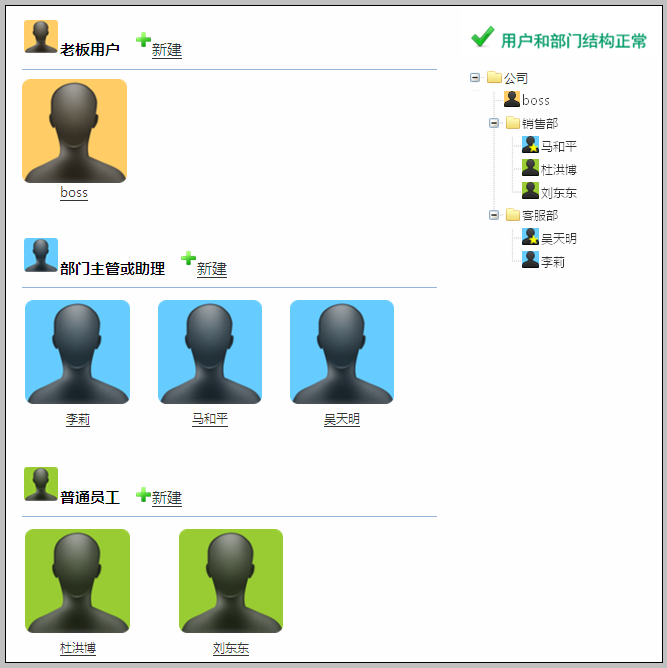 老板用户 新建
boss
部门主管或助理 新建
李莉 马和平 吴天明
普通员工 新建
杜洪博 刘东东
用户和部门结构正常
公司
boss
销售部
马和平
杜洪博
刘东东
客服部
吴天明
李莉